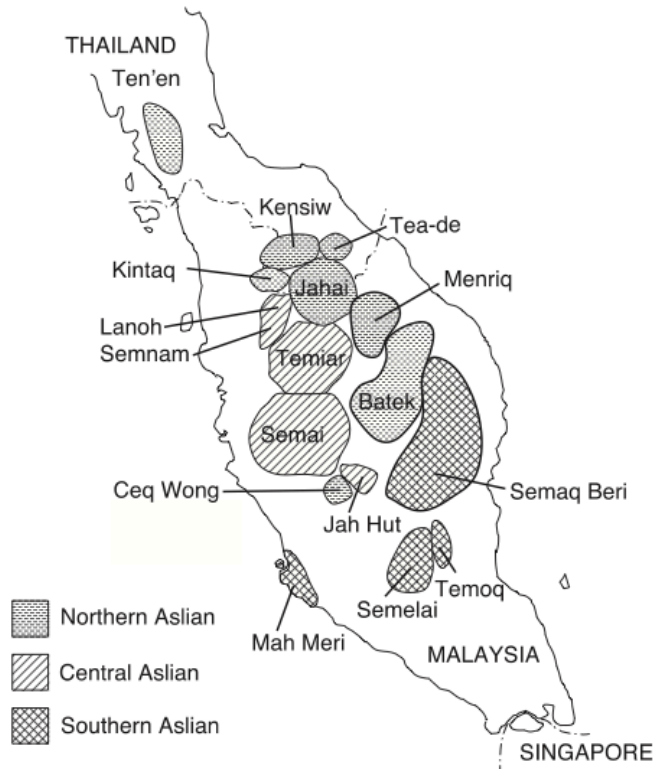 THAILAND
Ten'en
Kensiw
Tea-de
Kintaq
Jahai
Menriq
Lanoh
Semnam
Temiar
Batek
Semai
Ceq Wong
Semaq Beri
Jah Hut
Temoq
Semelai
Northern Aslian
Mah Meri
MALAYSIA
Central Aslian
Southern Aslian
SINGAPORE